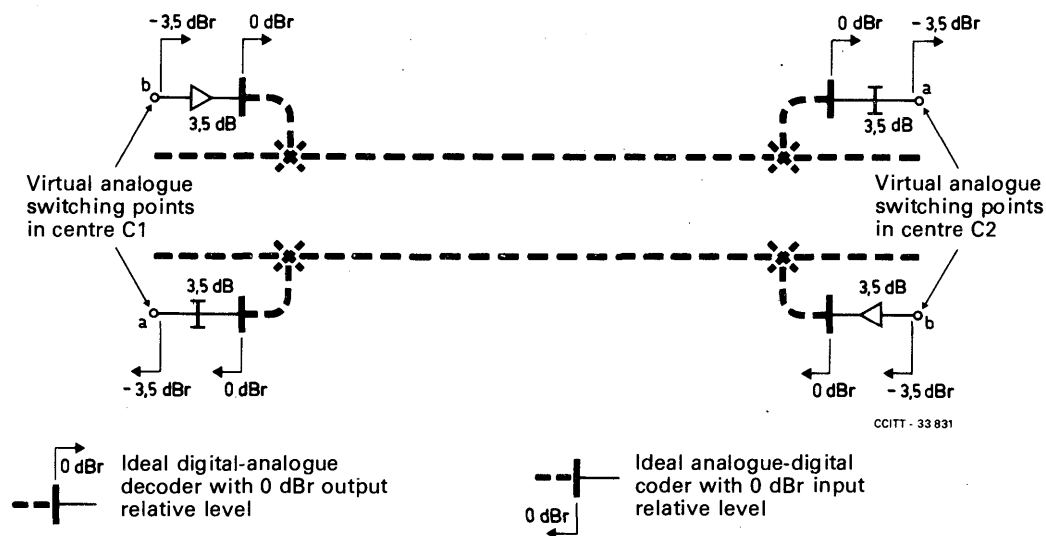 - 3,5 dBr
0 dBr
0 dBr
- 3,5 dBr
b
3,5 dB
a
3,5 dB
Virtual analogue
switching points
in centre C1
Virtual analogue
switching points
in centre C2
3,5 dB
a
3,5 dB
b
- 3,5 dBr
0 dBr
0 dBr
- 3,5 dBr
CCITT - 33 831
0 dBr
Ideal digital-analogue
decoder with 0 dBr output
relative level
Ideal analogue-digital
coder with 0 dBr input
relative level
0 dBr